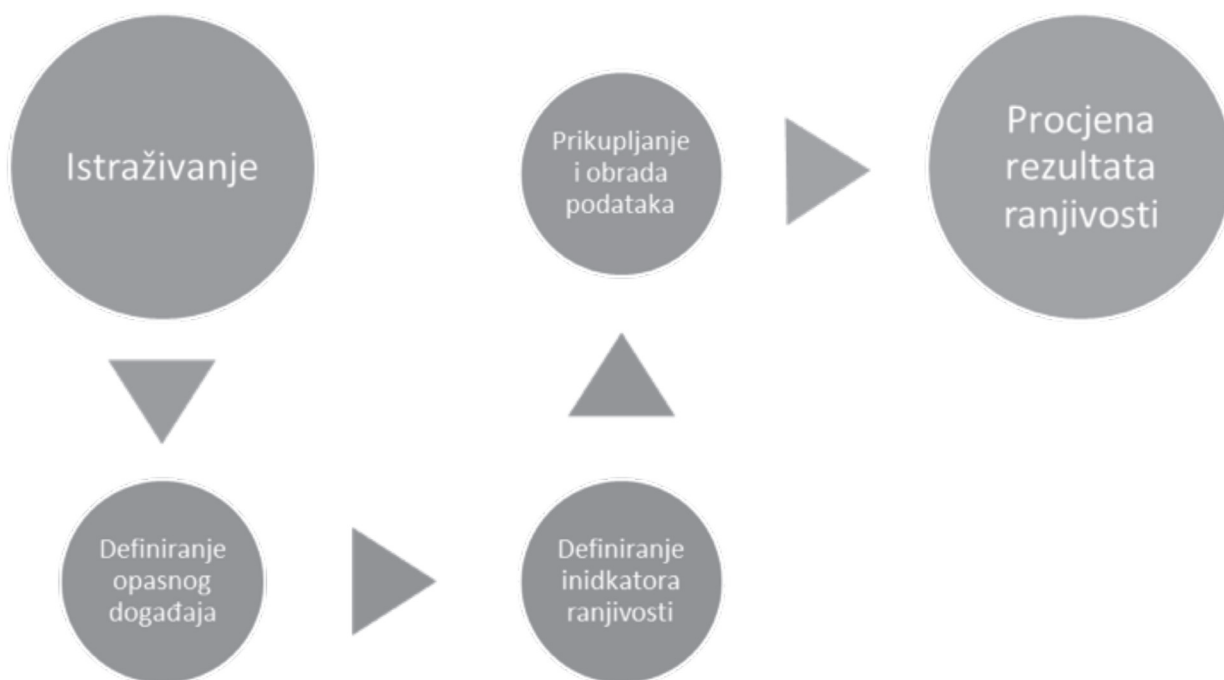 Istraživanje
Definiranje
opasnog
događaja
Definiranje
inidkatora
ranjivosti
Prikupljanje
i obrada
podataka
Procjena
rezultata
ranjivosti